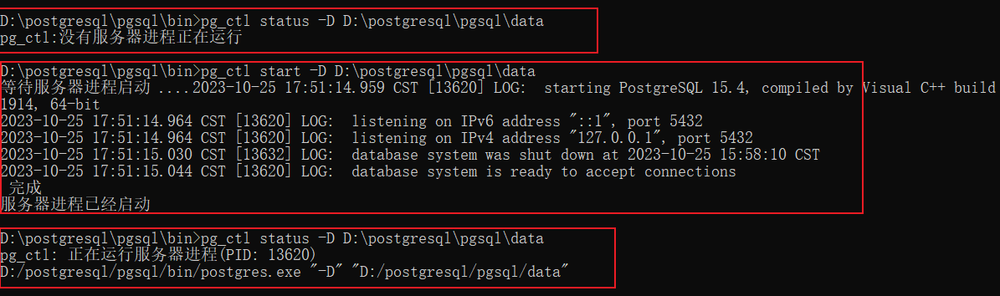 D:\postgresql\pgsql\bin>pg_ctl status -D D:\postgresql\pgsql\data
pg_ctl:没有服务器进程正在运行
D:\postgresql\pgsql\bin>pg_ctl start -D D:\postgresql\pgsql\data
等待服务器进程启动 ....2023-10-25 17:51:14.959 CST [13620] LOG:  starting PostgreSQL 15.4, compiled by Visual C++ build
1914, 64-bit
2023-10-25 17:51:14.964 CST [13620] LOG:  listening on IPv6 address "::1", port 5432
2023-10-25 17:51:14.964 CST [13620] LOG:  listening on IPv4 address "127.0.0.1", port 5432
2023-10-25 17:51:15.030 CST [13632] LOG:  database system was shut down at 2023-10-25 15:58:10 CST
2023-10-25 17:51:15.044 CST [13620] LOG:  database system is ready to accept connections
完成
服务器进程已经启动
D:\postgresql\pgsql\bin>pg_ctl status -D D:\postgresql\pgsql\data
pg_ctl: 正在运行服务器进程(PID: 13620)
D:/postgresql/pgsql/bin/postgres.exe "-D" "D:/postgresql/pgsql/data"